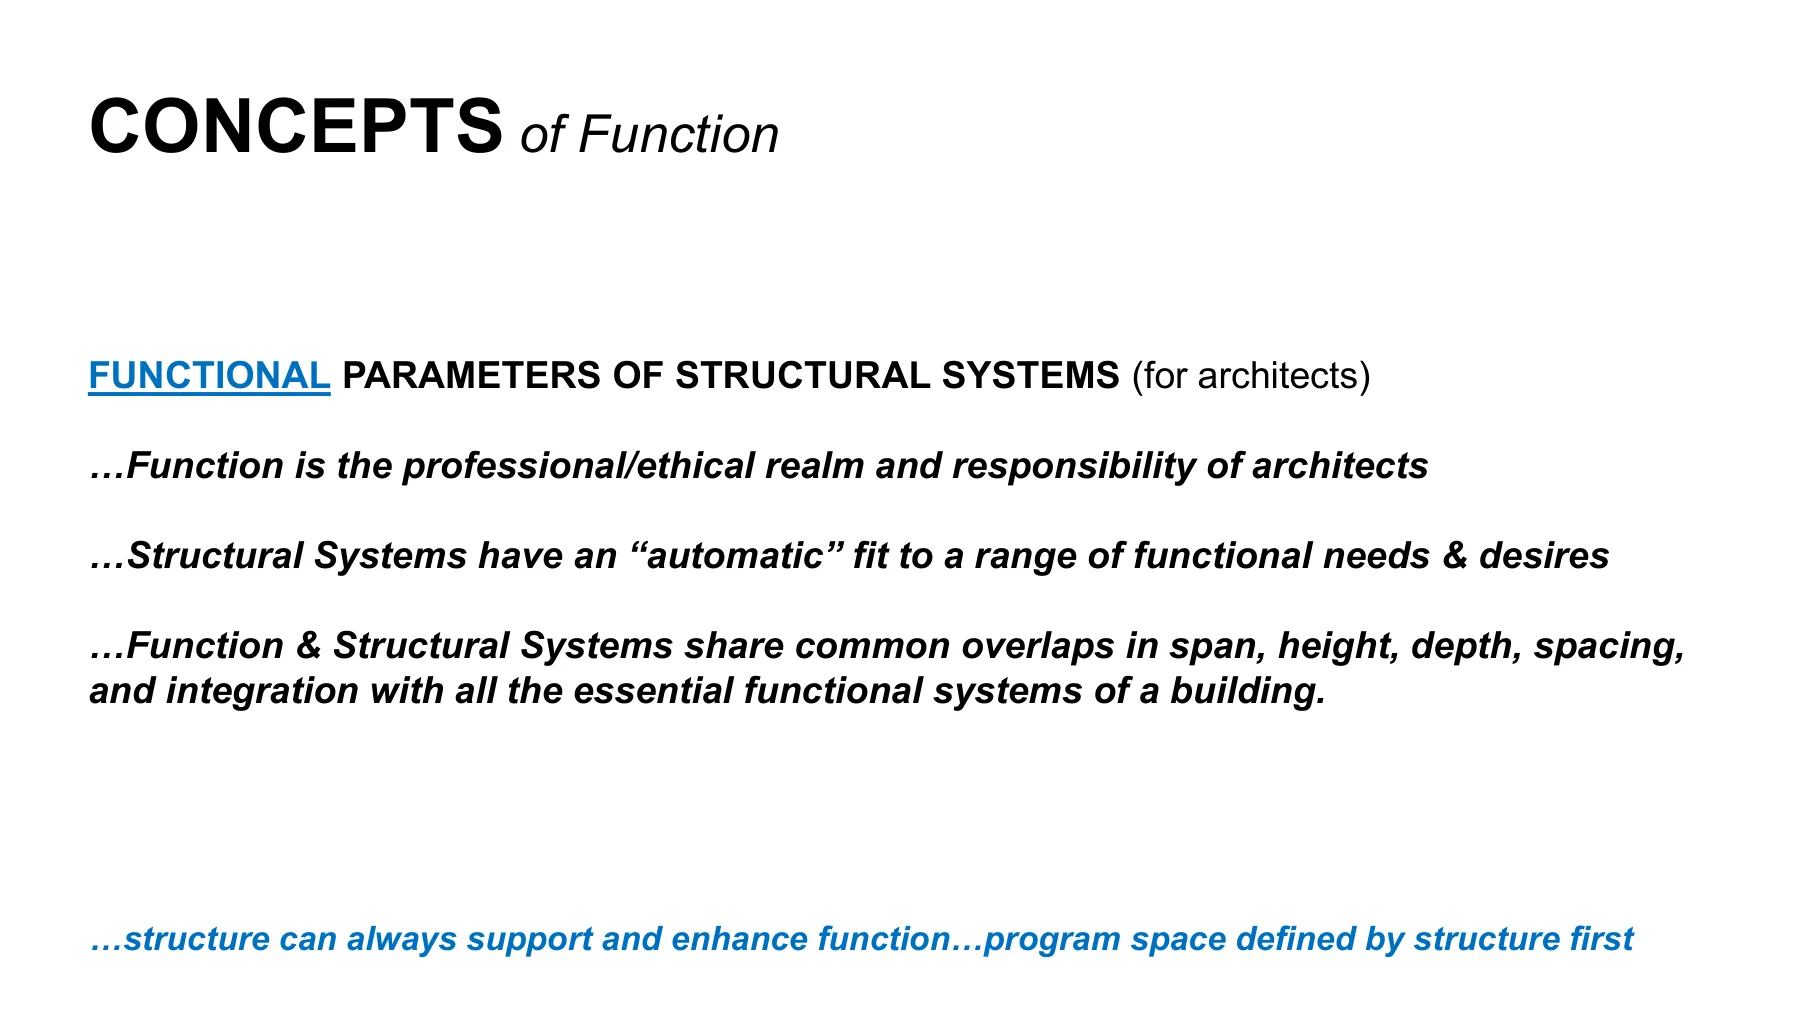 CONCEPTS of Function
FUNCTIONAL PARAMETERS OF STRUCTURAL SYSTEMS (for architects)
…Function is the professional/ethical realm and responsibility of architects
…Structural Systems have an “automatic” fit to a range of functional needs & desires
…Function & Structural Systems share common overlaps in span, height, depth, spacing,
and integration with all the essential functional systems of a building.
…structure can always support and enhance function…program space defined by structure first